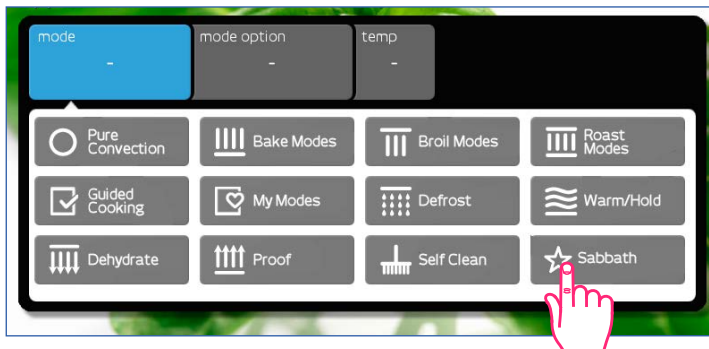 mode
mode option
temp
-
-
-
Pure
Convection
Bake Modes
Broil Modes
Roast
Modes
Guided
Cooking
My Modes
Defrost
Warm/Hold
Dehydrate
Proof
Self Clean
Sabbath